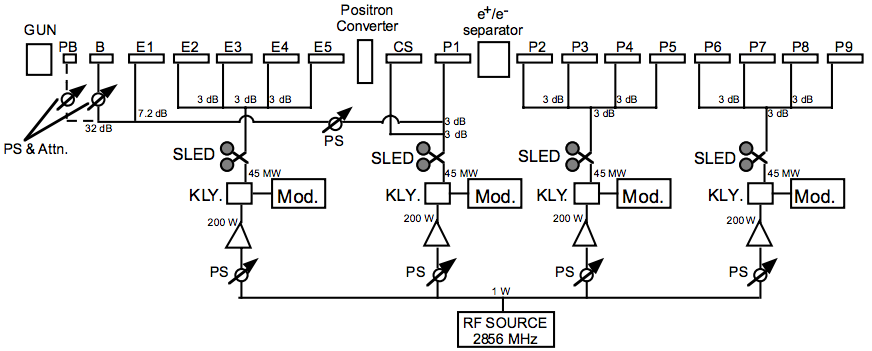 Positron
Converter
e+/e-
separator
GUN
PB
B
E1
E2
E3
E4
E5
CS
P1
P2
P3
P4
P5
P6
P7
P8
P9
3 dB
3 dB
3 dB
3 dB
3 dB
3 dB
3 dB
3 dB
3 dB
7.2 dB
3 dB
3 dB
3 dB
32 dB
PS
3 dB
PS & Attn.
SLED
SLED
SLED
SLED
45 MW
45 MW
45 MW
45 MW
KLY.
Mod.
KLY.
Mod.
KLY.
Mod.
KLY.
Mod.
200 W
200 W
200 W
200 W
PS
PS
PS
PS
1 W
RF SOURCE
2856 MHz